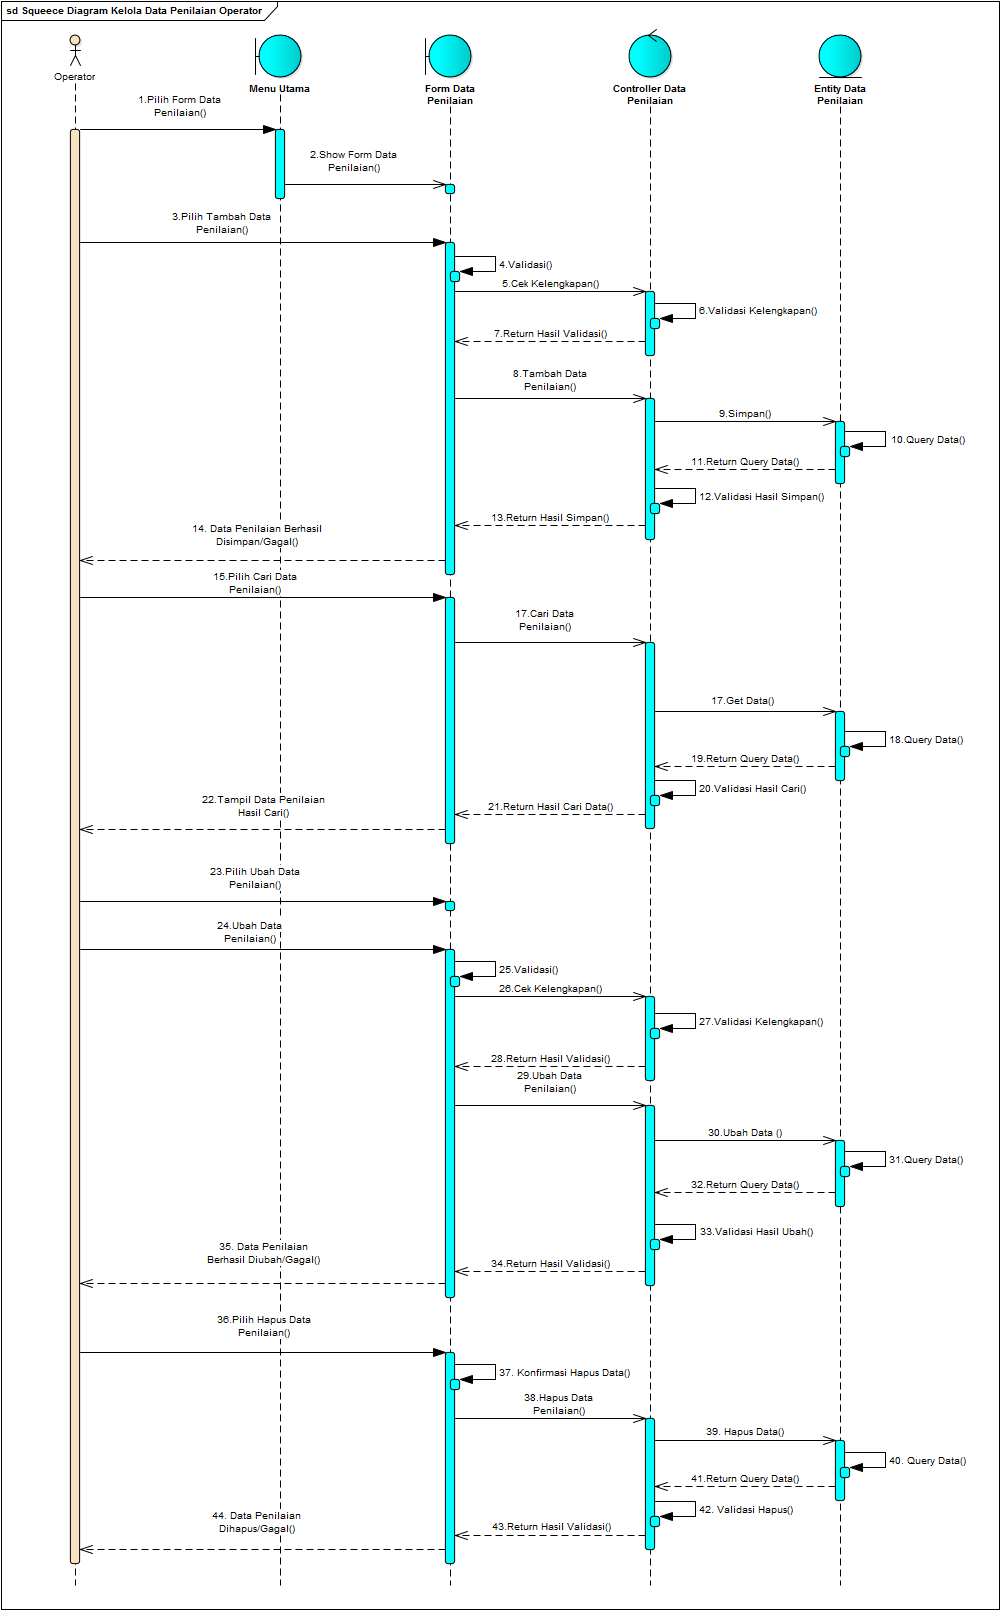 sd Squeece Diagram Kelola Data Penilaian Operator
Operator
Menu Utama
Form Data
Penilaian
Controller Data
Penilaian
Entity Data
Penilaian
1.Pilih Form Data
Penilaian()
2.Show Form Data
Penilaian()
3.Pilih Tambah Data
Penilaian()
4.Validasi()
5.Cek Kelengkapan()
6.Validasi Kelengkapan()
7.Return Hasil Validasi()
8.Tambah Data
Penilaian()
9.Simpan()
10.Query Data()
11.Return Query Data()
12.Validasi Hasil Simpan()
13.Return Hasil Simpan()
14. Data Penilaian Berhasil
Disimpan/Gagal()
15.Pilih Cari Data
Penilaian()
17.Cari Data
Penilaian()
17.Get Data()
18.Query Data()
19.Return Query Data()
20.Validasi Hasil Cari()
21.Return Hasil Cari Data()
22.Tampil Data Penilaian
Hasil Cari()
23.Pilih Ubah Data
Penilaian()
24.Ubah Data
Penilaian()
25.Validasi()
26.Cek Kelengkapan()
27.Validasi Kelengkapan()
28.Return Hasil Validasi()
29.Ubah Data
Penilaian()
30.Ubah Data ()
31.Query Data()
32.Return Query Data()
33.Validasi Hasil Ubah()
34.Return Hasil Validasi()
35. Data Penilaian
Berhasil Diubah/Gagal()
36.Pilih Hapus Data
Penilaian()
37. Konfirmasi Hapus Data()
38.Hapus Data
Penilaian()
39. Hapus Data()
40. Query Data()
41.Return Query Data()
42. Validasi Hapus()
43.Return Hasil Validasi()
44. Data Penilaian
Dihapus/Gagal()